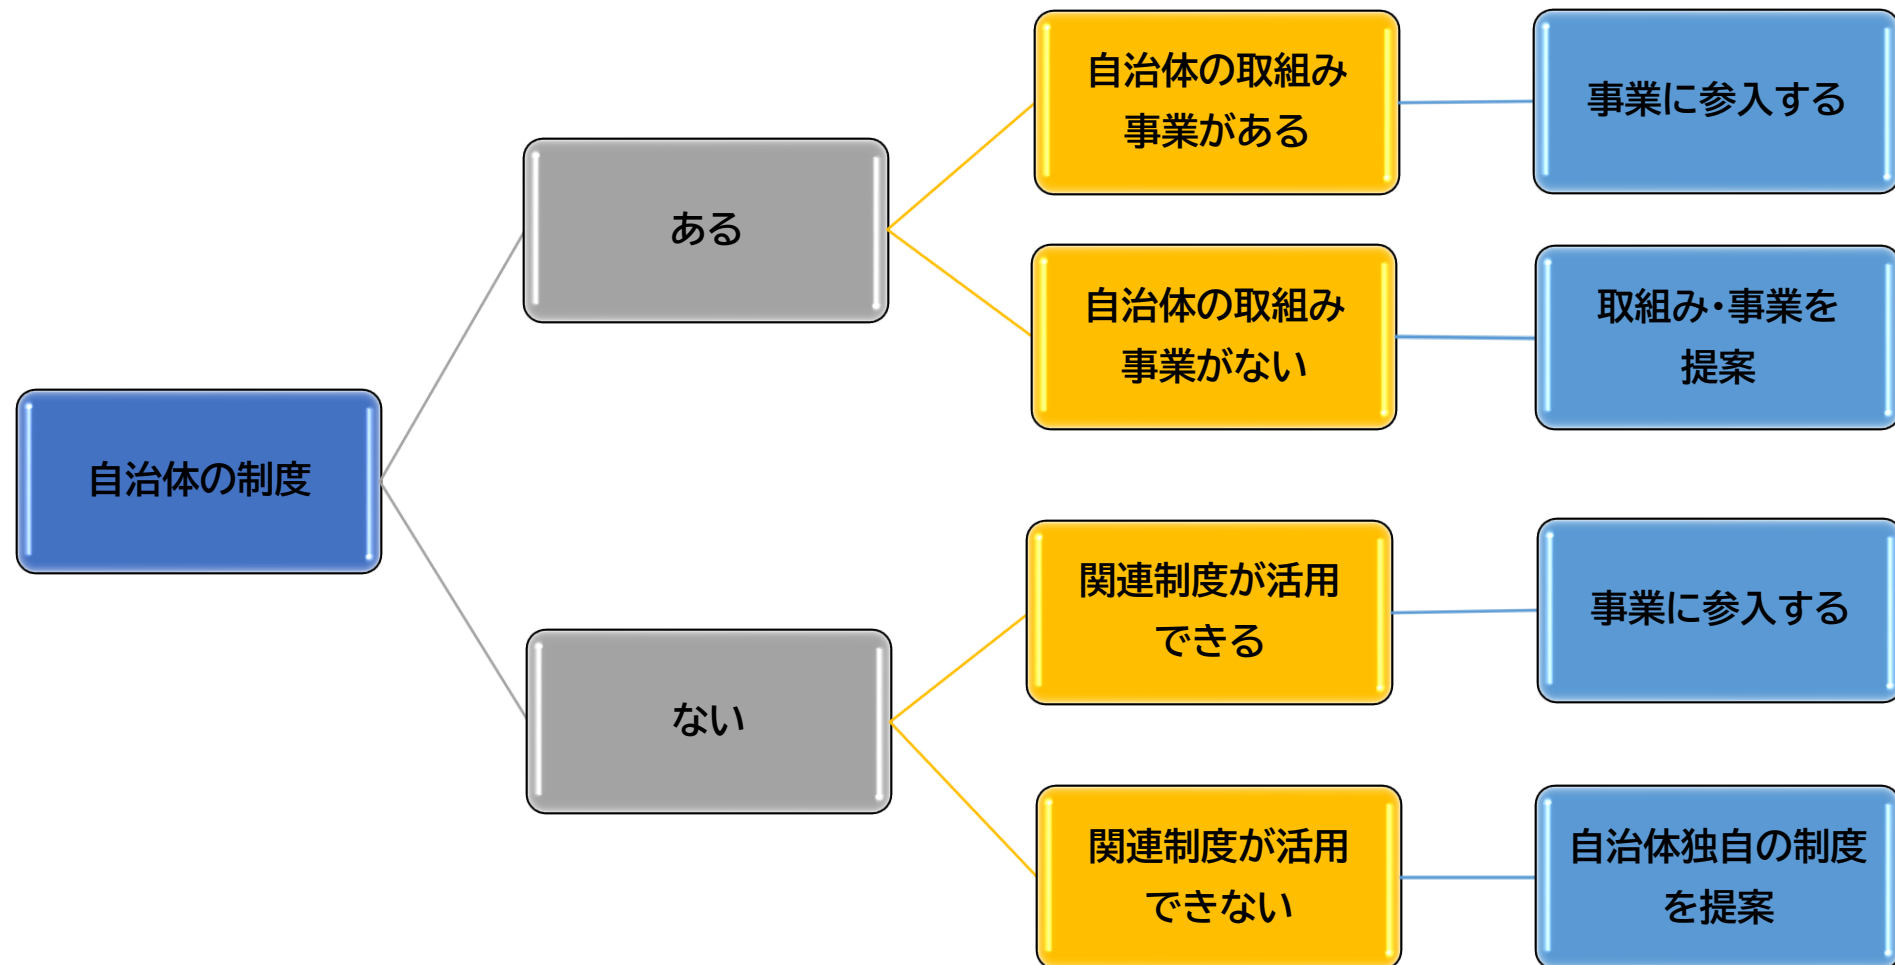 自治体の制度
ある
ない
自治体の取組み
事業がある
自治体の取組み
事業がない
関連制度が活用
できる
関連制度が活用
できない
事業に参入する
取組み･事業を
提案
事業に参入する
自治体独自の制度
を提案